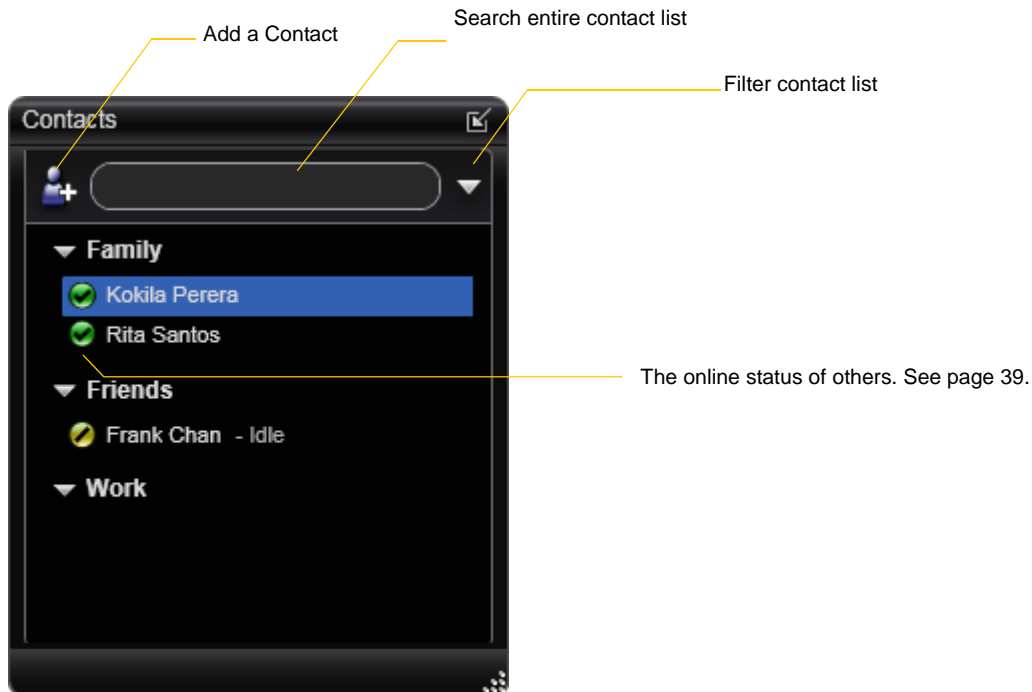 Search entire contact list
Add a Contact
Filter contact list
Contacts
Family
Kokila Perera
Rita Santos
The online status of others. See page 39.
Friends
Frank Chan - Idle
Work